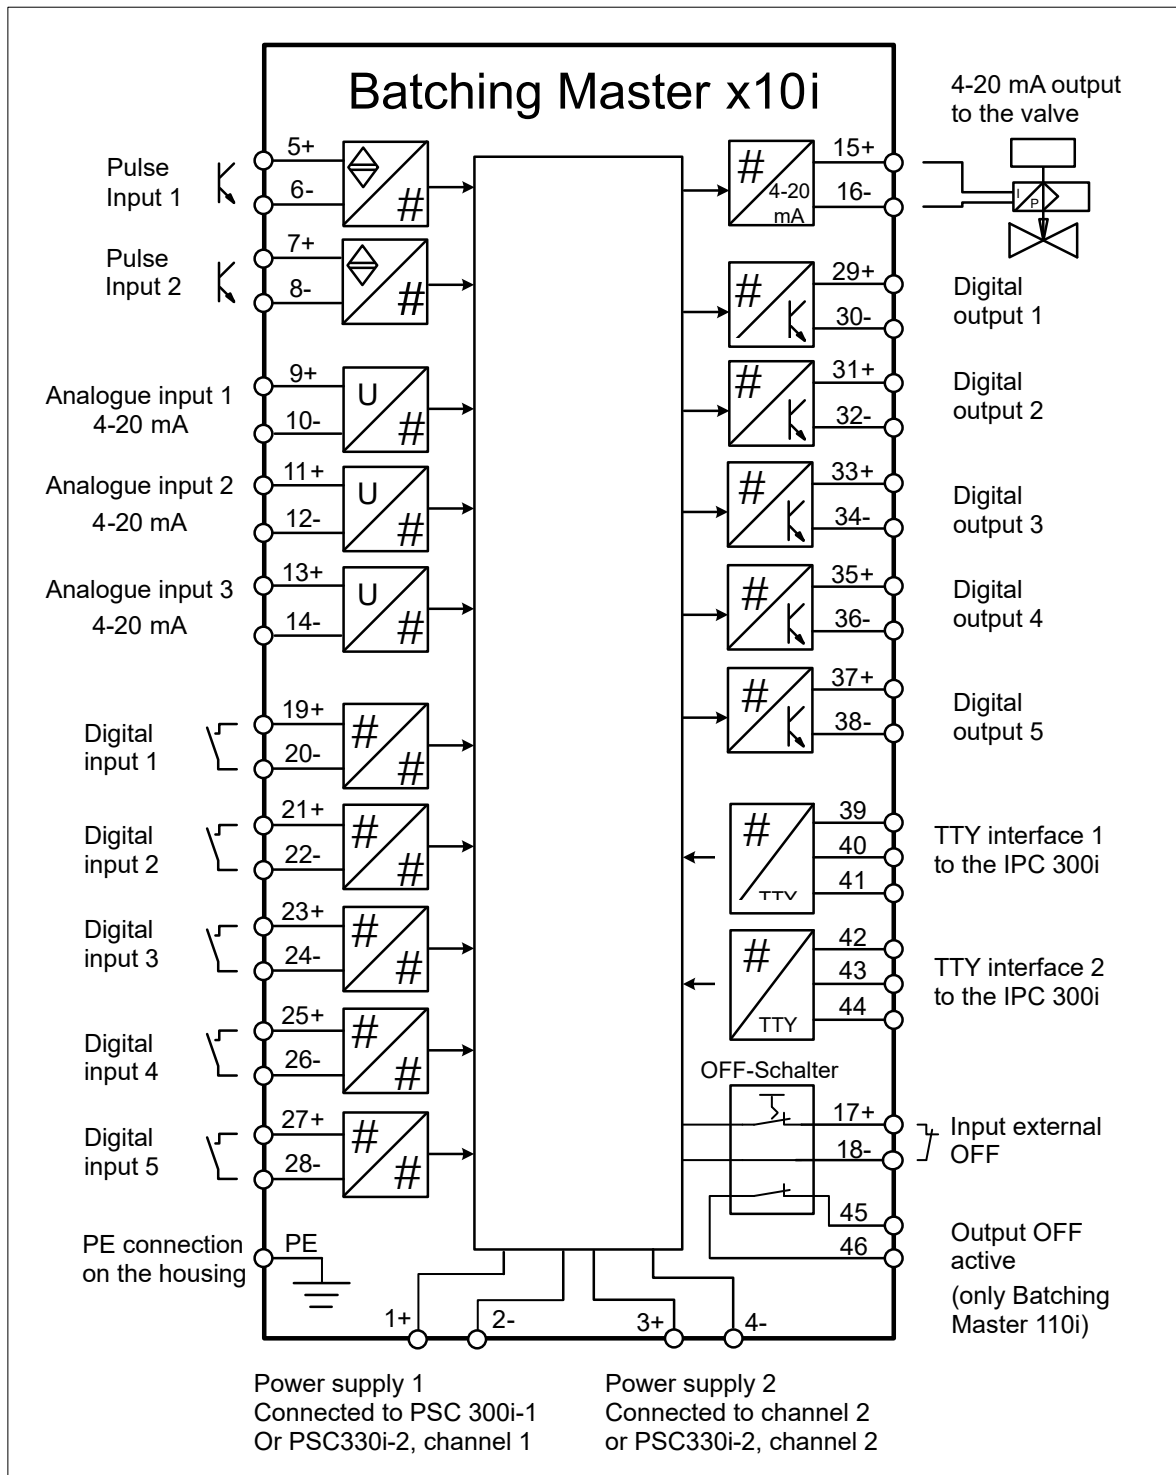 Batching Master x10i
4-20 mA output
to the valve
Pulse
Input 1
5+
6-
#
#
4-20
mA
15+
16-
I
P
Pulse
Input 2
7+
8-
#
#
29+
30-
Digital
output 1
Analogue input 1
4-20 mA
9+
10-
U
#
#
31+
32-
Digital
output 2
Analogue input 2
4-20 mA
11+
12-
U
#
#
33+
34-
Digital
output 3
Analogue input 3
4-20 mA
13+
14-
U
#
#
35+
36-
Digital
output 4
#
37+
38-
Digital
output 5
Digital
input 1
19+
20-
#
#
Digital
input 2
21+
22-
#
#
#
TTY
39
40
41
TTY interface 1
to the IPC 300i
Digital
input 3
23+
24-
#
#
#
TTY
42
43
44
TTY interface 2
to the IPC 300i
Digital
input 4
25+
26-
#
#
OFF-Schalter
17+
18-
Input external
OFF
Digital
input 5
27+
28-
#
#
45
46
Output OFF
active
(only Batching
Master 110i)
PE connection
on the housing
PE
1+
2-
3+
4-
Power supply 1
Connected to PSC 300i-1
Or PSC330i-2, channel 1
Power supply 2
Connected to channel 2
or PSC330i-2, channel 2